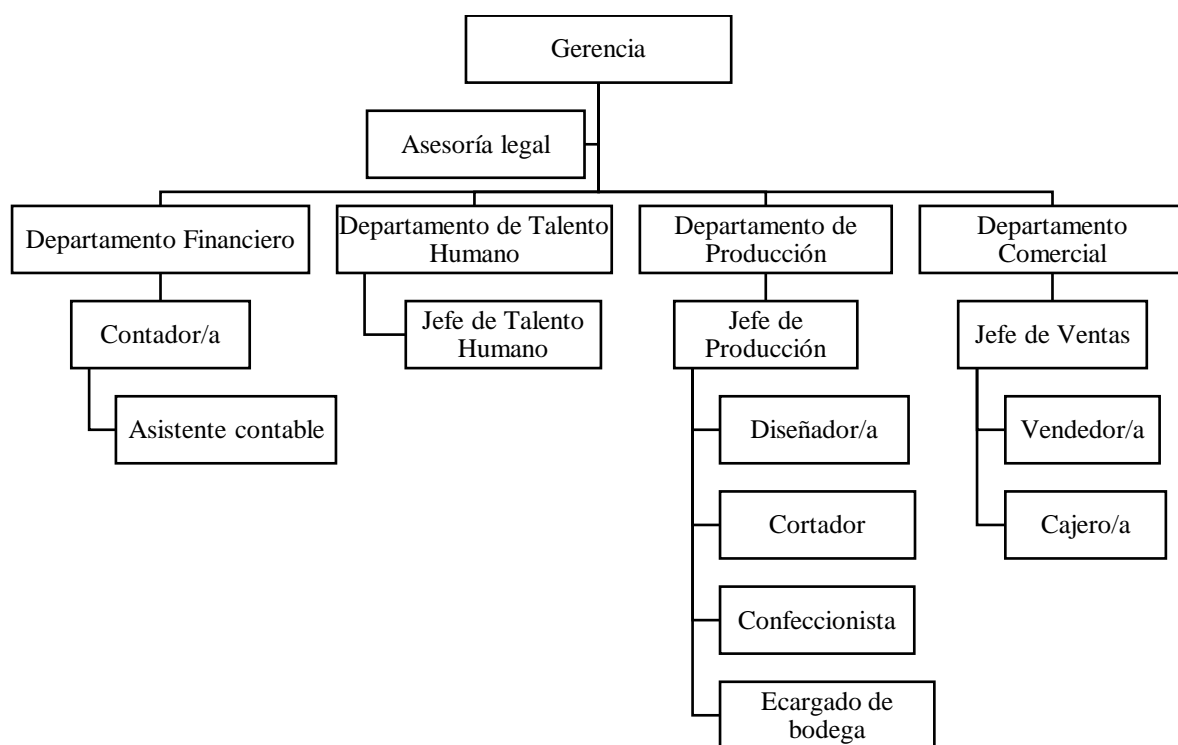 Gerencia
Asesoría legal
Departamento Financiero
Departamento de Talento
Humano
Departamento de
Producción
Departamento
Comercial
Contador/a
Jefe de Talento
Humano
Jefe de
Producción
Jefe de Ventas
Asistente contable
Diseñador/a
Vendedor/a
Cortador
Cajero/a
Confeccionista
Ecargado de
bodega